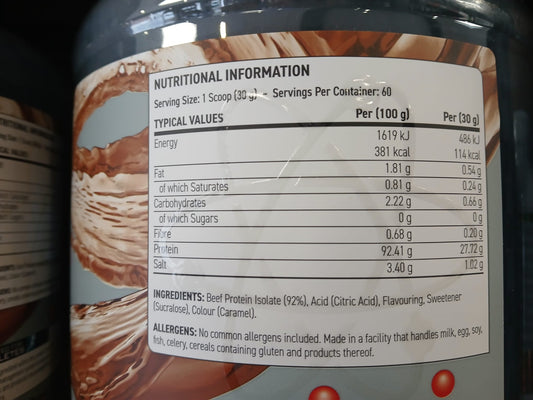 NUTRITIONAL INFORMATION
Serving Size: 1 Scoop (30 g) - Servings Per Container: 60
TYPICAL VALUES Per (100 g) Per (30 g)
Energy 1619 kJ 486 kJ
381 kcal 114 kcal
Fat 1.81 g 0.54 g
of which Saturates 0.81 g 0.24 g
Carbohydrates 2.22 g 0.66 g
of which Sugars 0 g 0 g
Fibre 0.68 g 0.20 g
Protein 92.41 g 27.72 g
Salt 3.40 g 1.02 g
INGREDIENTS: Beef Protein Isolate (92%), Acid (Citric Acid), Flavouring, Sweetener
(Sucralose), Colour (Caramel).
ALLERGENS: No common allergens included. Made in a facility that handles milk, egg, soy,
fish, celery, cereals containing gluten and products thereof.